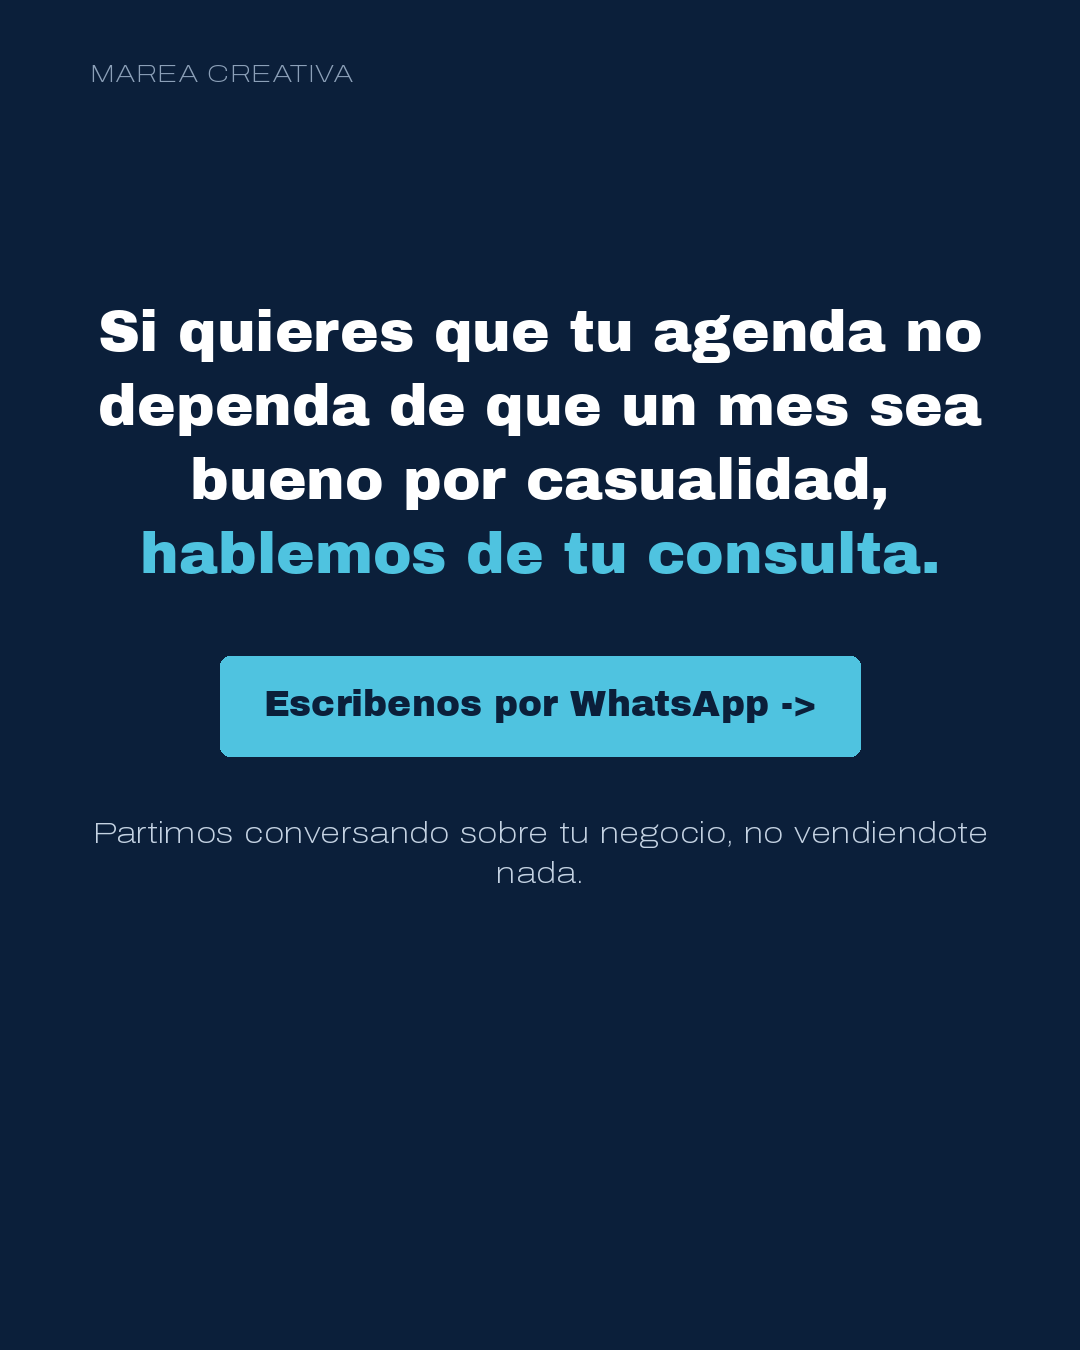 MAREA CREATIVA
Si quieres que tu agenda no
dependa de que un mes sea
bueno por casualidad,
hablemos de tu consulta.
Escribenos por WhatsApp ->
Partimos conversando sobre tu negocio, no vendiendote
nada.